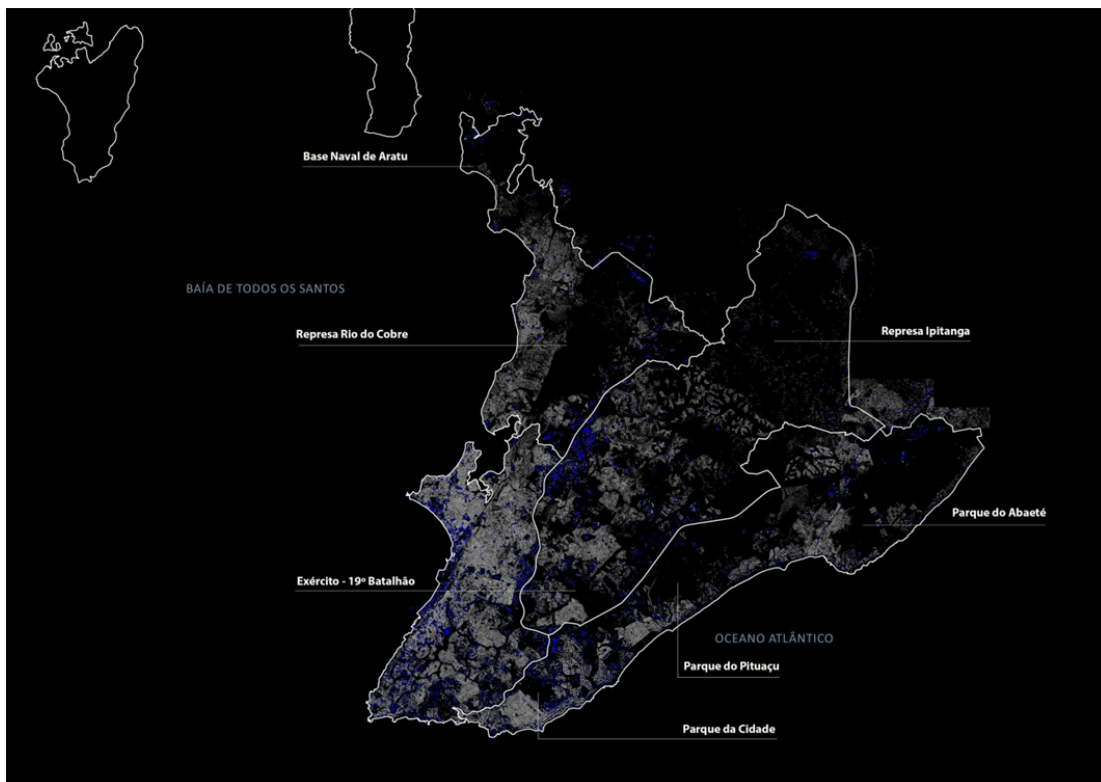 Base Naval de Aratu
BAÍA DE TODOS OS SANTOS
Represa Rio do Cobre
Represa Ipitanga
Parque do Abaeté
Exército - 19º Batalhão
OCEANO ATLÂNTICO
Parque do Pituaçu
Parque da Cidade